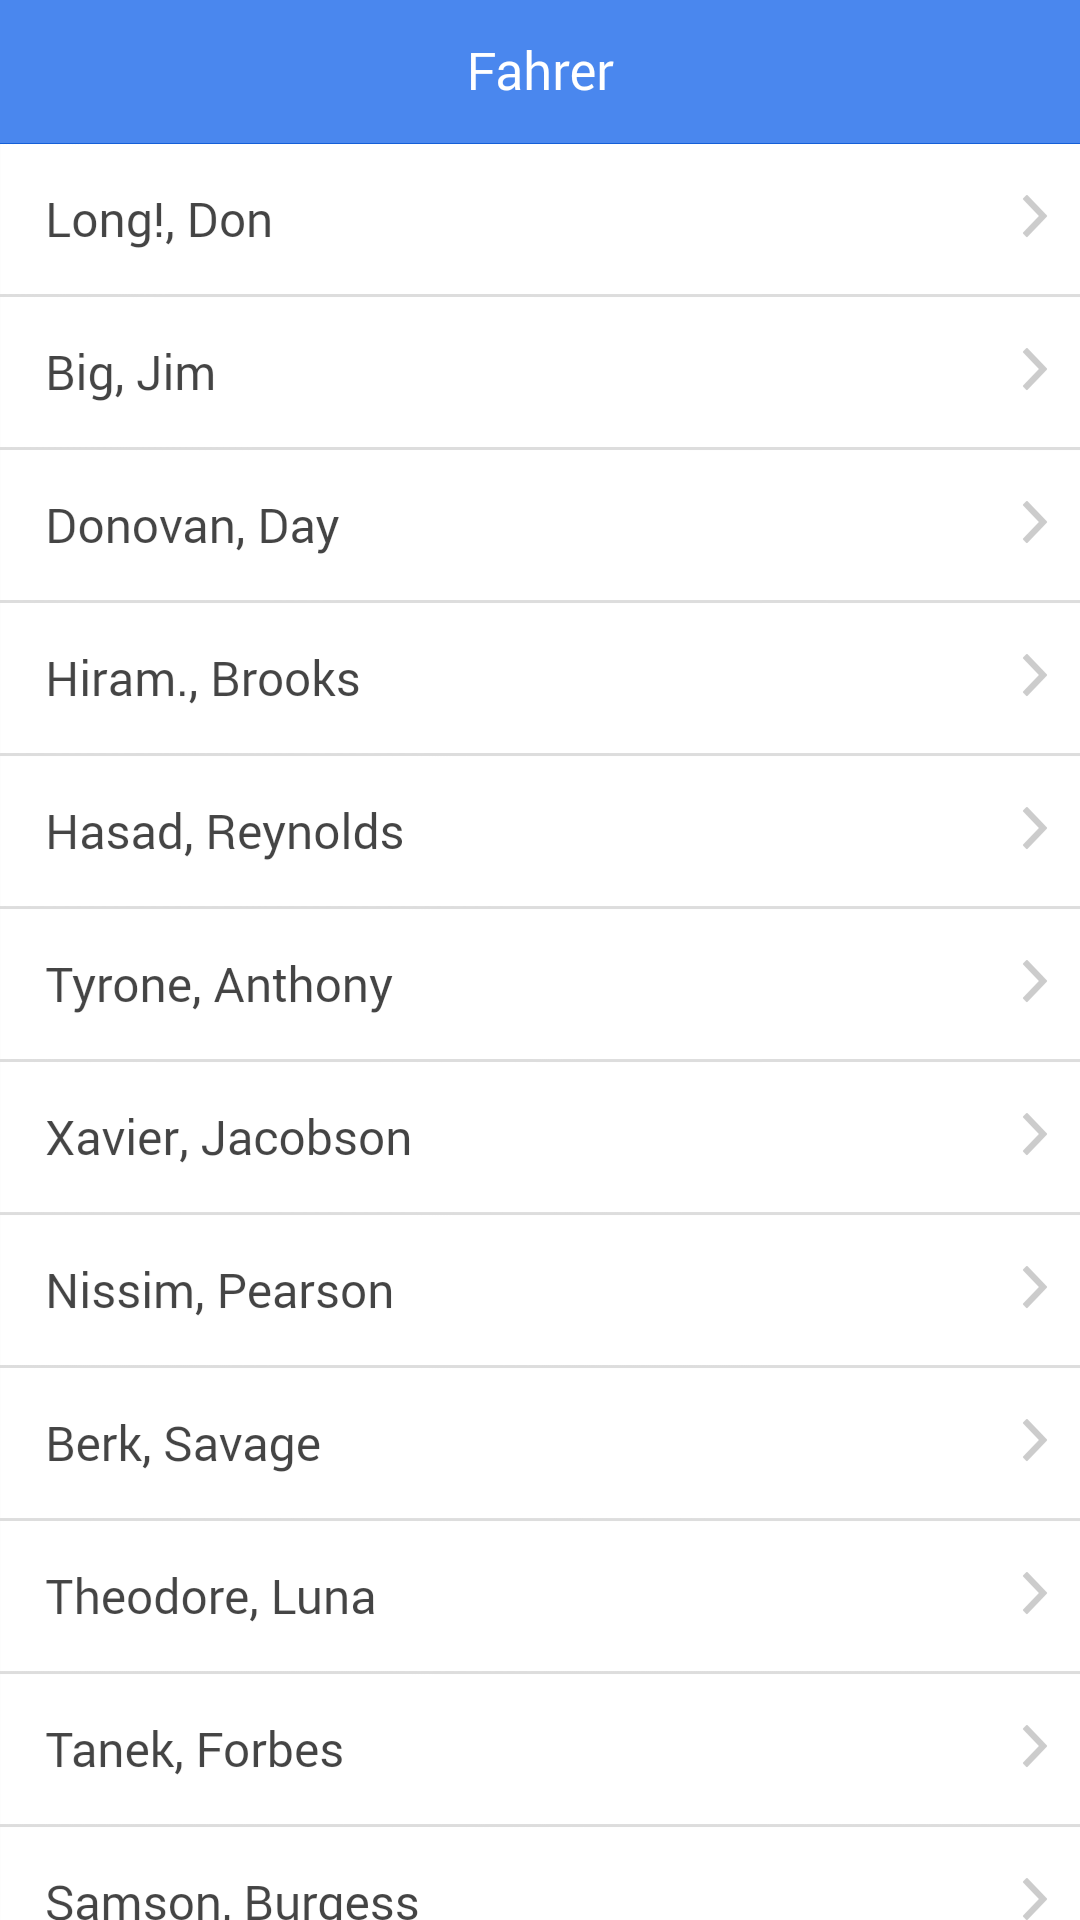 Fahrer
Long!, Don
Big, Jim
Donovan, Day
Hiram., Brooks
Hasad, Reynolds
Tyrone, Anthony
Xavier, Jacobson
Nissim, Pearson
Berk, Savage
Theodore, Luna
Tanek, Forbes
Samson, Burgess